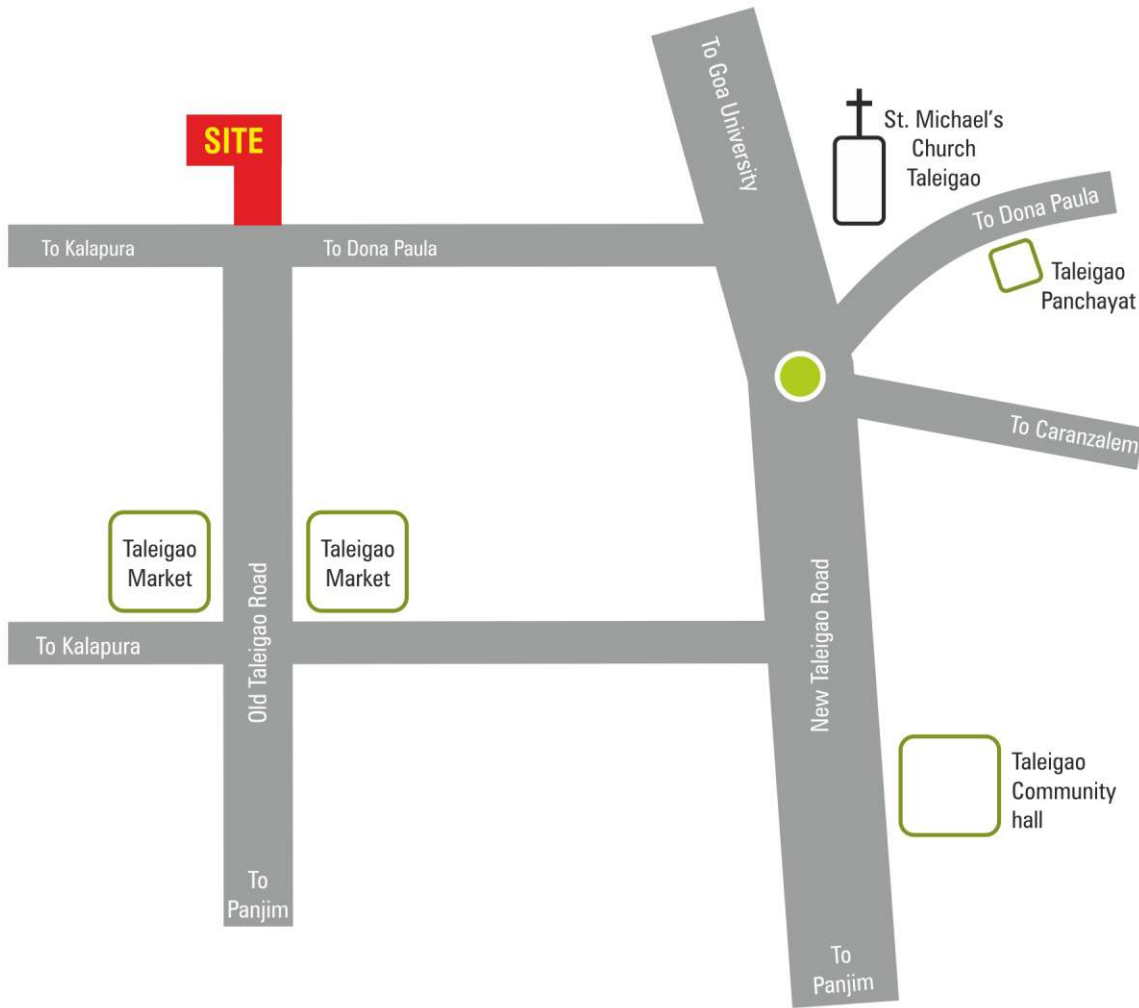 To Goa University
SITE
St. Michael's
Church
Taleigao
To Dona Paula
To Kalapura
To Dona Paula
Taleigao
Panchayat
To Caranzalem
Taleigao
Market
Taleigao
Market
Old Taleigao Road
New Taleigao Road
To Kalapura
Taleigao
Community
hall
To
Panjim
To
Panjim